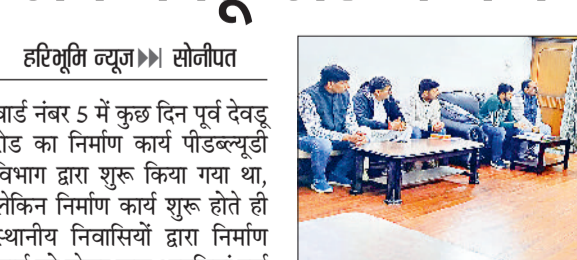 हरिभूमि न्यूज▶▶| सोनीपत
वार्ड नंबर 5 में कुछ दिन पूर्व देवडू
रोड का निर्माण कार्य पीडब्ल्यूडी
विभाग द्वारा शुरू किया गया था,
लेकिन निर्माण कार्य शुरू होते ही
स्थानीय निवासियों द्वारा निर्माण